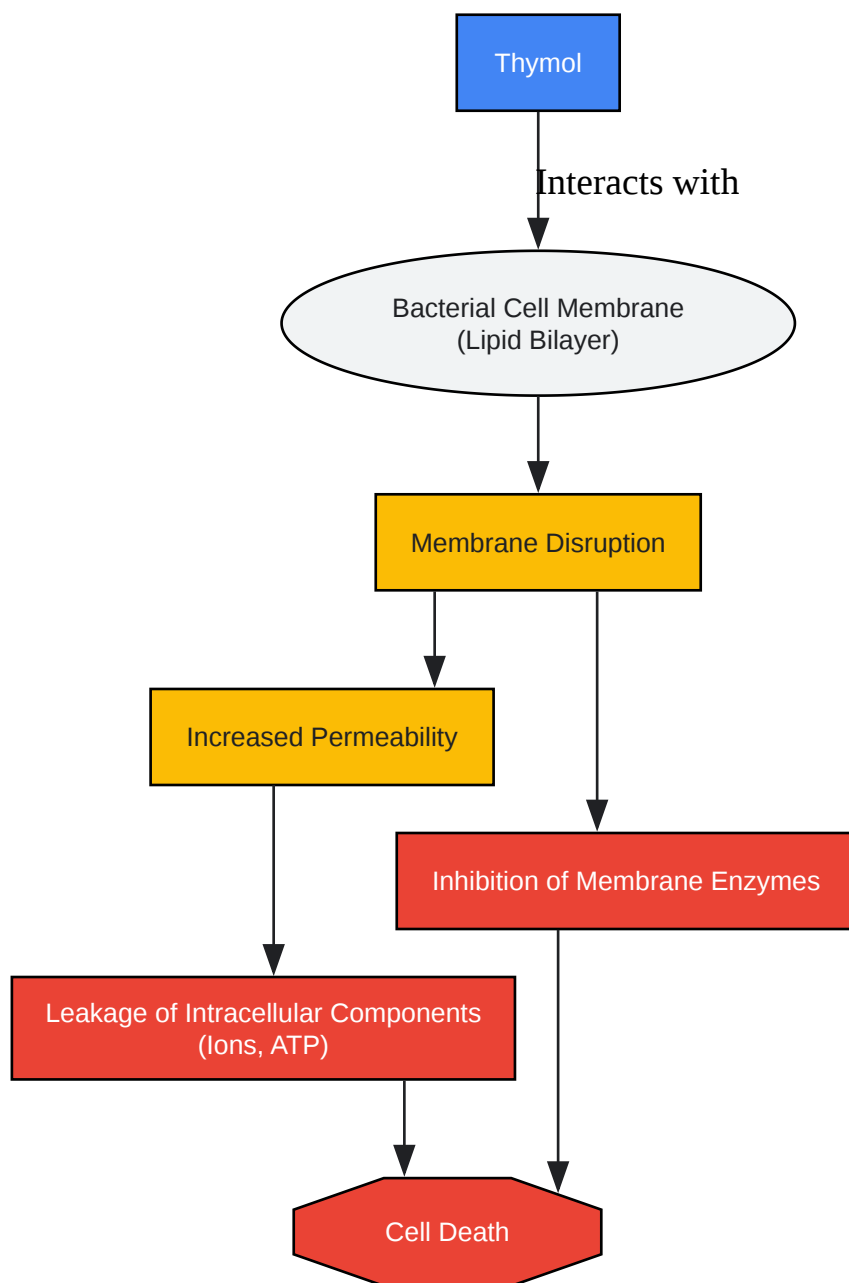 Thymol
Interacts with
Bacterial Cell Membrane
(Lipid Bilayer)
Membrane Disruption
Increased Permeability
Inhibition of Membrane Enzymes
Leakage of Intracellular Components
(Ions, ATP)
Cell Death